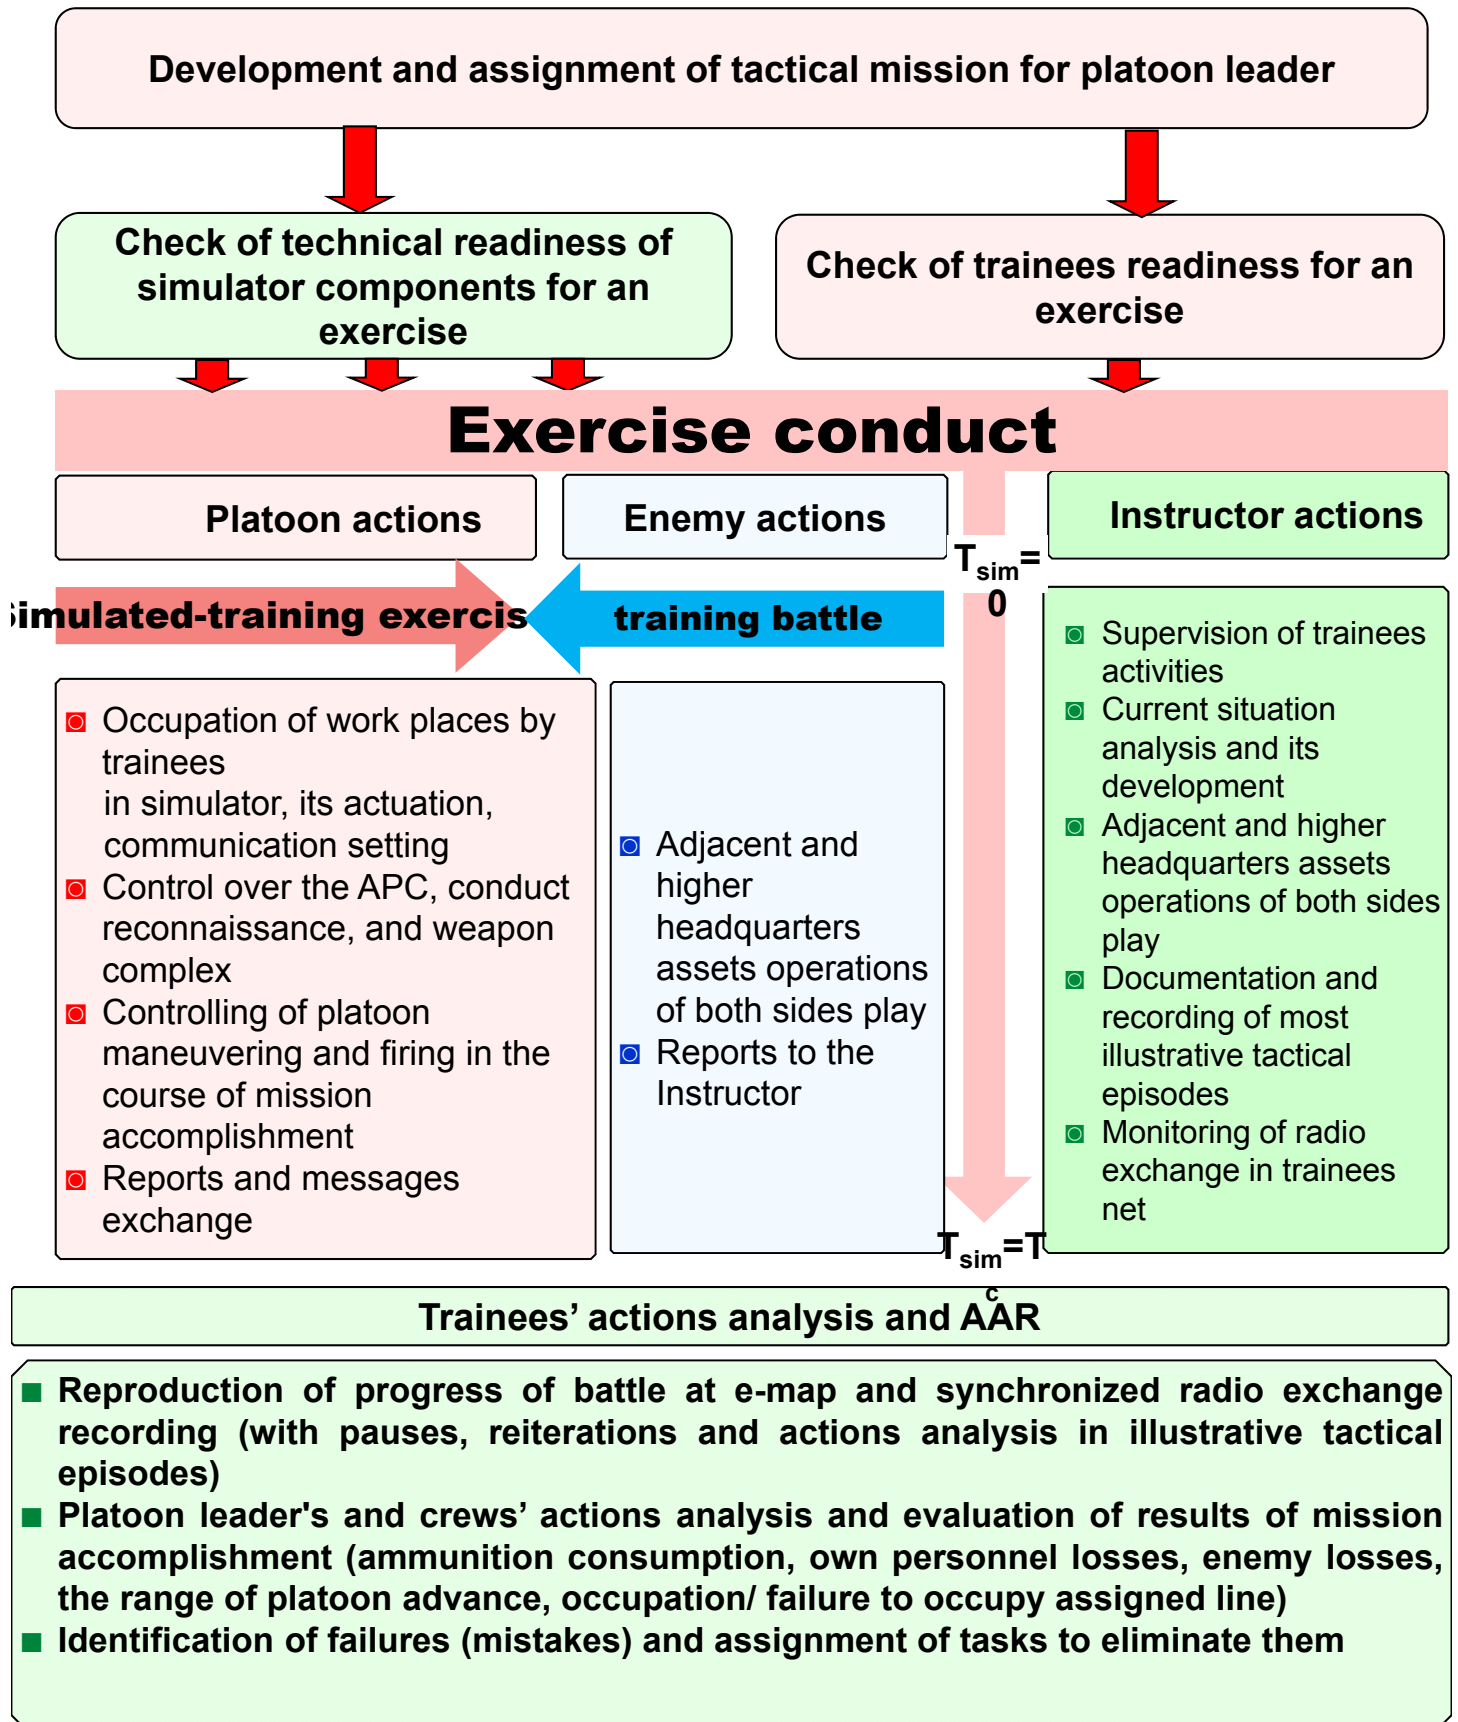 Development and assignment of tactical mission for platoon leader
Check of technical readiness of
simulator components for an
exercise
Check of trainees readiness for an
exercise
Exercise conduct
Platoon actions
Enemy actions
Instructor actions
Tsim=
0
simulated-training exercis
training battle
Occupation of work places by
trainees
in simulator, its actuation,
communication setting
Control over the APC, conduct
reconnaissance, and weapon
complex
Controlling of platoon
maneuvering and firing in the
course of mission
accomplishment
Reports and messages
exchange
Adjacent and
higher
headquarters
assets operations
of both sides play
Reports to the
Instructor
Supervision of trainees
activities
Current situation
analysis and its
development
Adjacent and higher
headquarters assets
operations of both sides
play
Documentation and
recording of most
illustrative tactical
episodes
Monitoring of radio
exchange in trainees
net
Tsim=T
c
Trainees’ actions analysis and AAR
Reproduction of progress of battle at e-map and synchronized radio exchange
recording (with pauses, reiterations and actions analysis in illustrative tactical
episodes)
Platoon leader's and crews’ actions analysis and evaluation of results of mission
accomplishment (ammunition consumption, own personnel losses, enemy losses,
the range of platoon advance, occupation/ failure to occupy assigned line)
Identification of failures (mistakes) and assignment of tasks to eliminate them